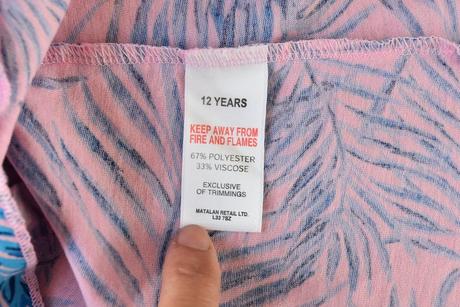 12 YEARS
KEEP AWAY FROM
FIRE AND FLAMES
67% POLYESTER
33% VISCOSE
EXCLUSIVE
OF TRIMMINGS
MATALAN RETAIL LTD.
L33 7SZ